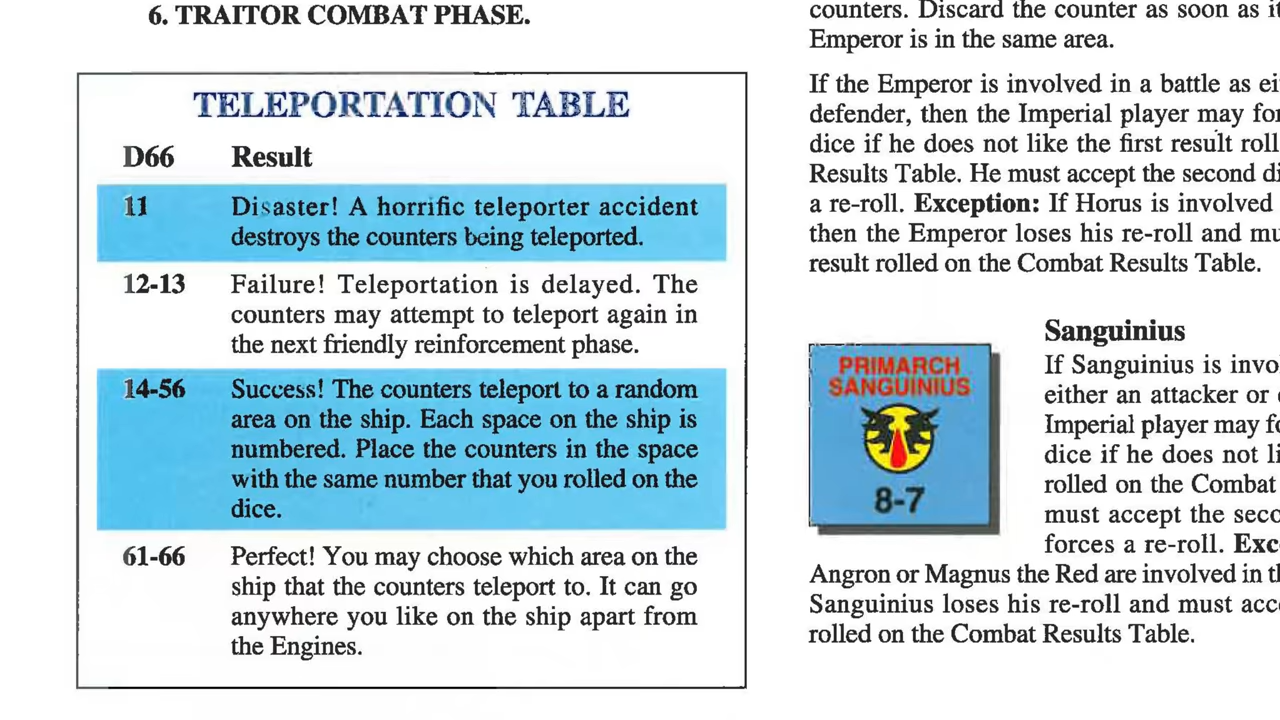 6. TRAITOR COMBAT PHASE.
TELEPORTATION TABLE
D66 Result
11 Disaster! A horrific teleporter accident
destroys the counters being teleported.
12-13 Failure! Teleportation is delayed. The
counters may attempt to teleport again in
the next friendly reinforcement phase.
14-56 Success! The counters teleport to a random
area on the ship. Each space on the ship is
numbered. Place the counters in the space
with the same number that you rolled on the
dice.
61-66 Perfect! You may choose which area on the
ship that the counters teleport to. It can go
anywhere you like on the ship apart from
the Engines.
counters. Discard the counter as soon as it
Emperor is in the same area.
If the Emperor is involved in a battle as ei
defender, then the Imperial player may for
dice if he does not like the first result roll
Results Table. He must accept the second di
a re-roll. Exception: If Horus is involved
then the Emperor loses his re-roll and mu
result rolled on the Combat Results Table.
PRIMARCH
SANGUINIUS
8-7
Sanguinius
If Sanguinius is invo
either an attacker or
Imperial player may fo
dice if he does not li
rolled on the Combat
must accept the seco
forces a re-roll. Exc
Angron or Magnus the Red are involved in th
Sanguinius loses his re-roll and must acc
rolled on the Combat Results Table.